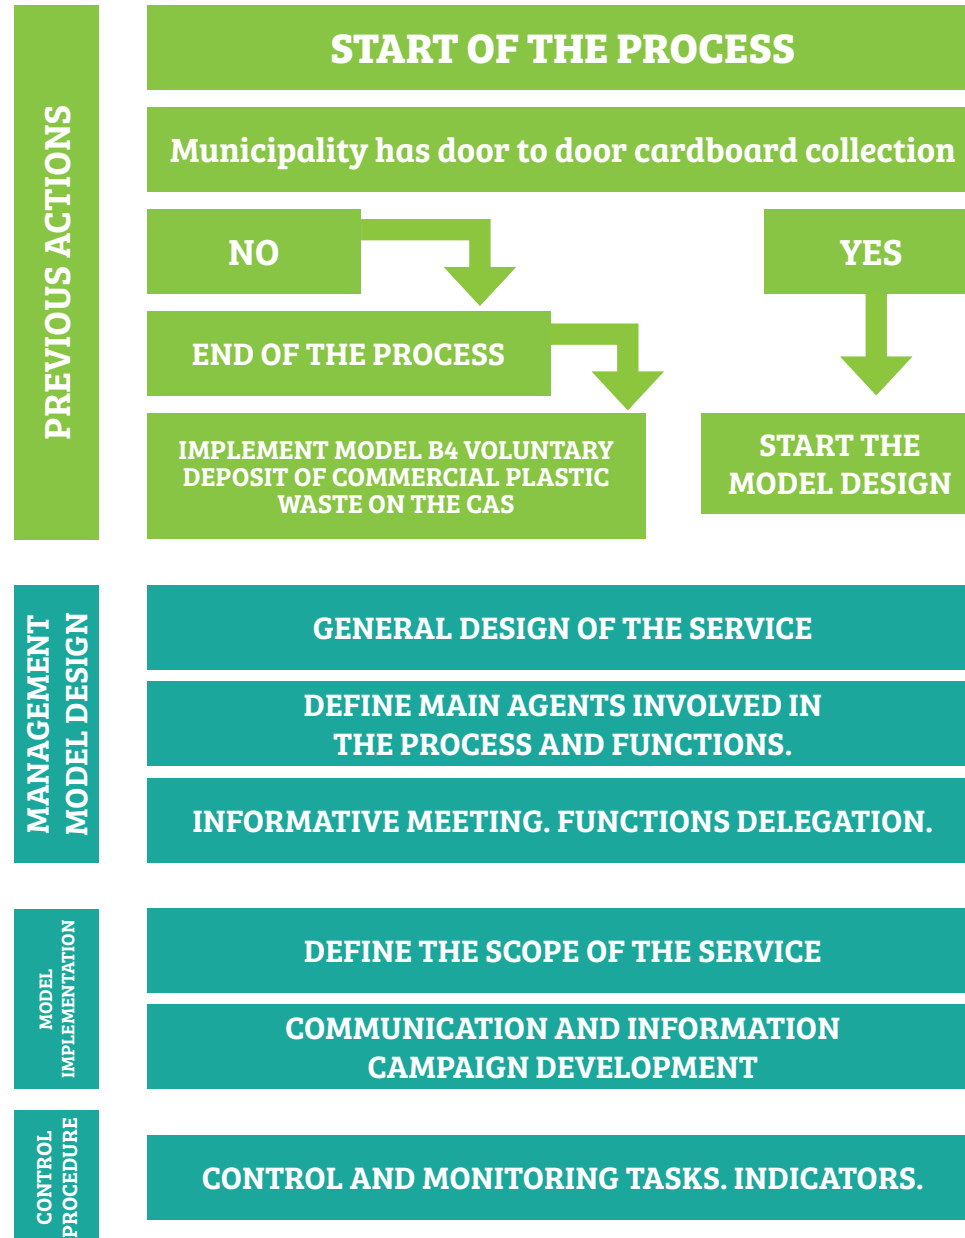 PREVIOUS ACTIONS
START OF THE PROCESS
Municipality has door to door cardboard collection
NO
YES
END OF THE PROCESS
IMPLEMENT MODEL B4 VOLUNTARY
DEPOSIT OF COMMERCIAL PLASTIC
WASTE ON THE CAS
START THE
MODEL DESIGN
MANAGEMENT
MODEL DESIGN
GENERAL DESIGN OF THE SERVICE
DEFINE MAIN AGENTS INVOLVED IN
THE PROCESS AND FUNCTIONS.
INFORMATIVE MEETING. FUNCTIONS DELEGATION.
MODEL
IMPLEMENTATION
DEFINE THE SCOPE OF THE SERVICE
COMMUNICATION AND INFORMATION
CAMPAIGN DEVELOPMENT
CONTROL
PROCEDURE
CONTROL AND MONITORING TASKS. INDICATORS.